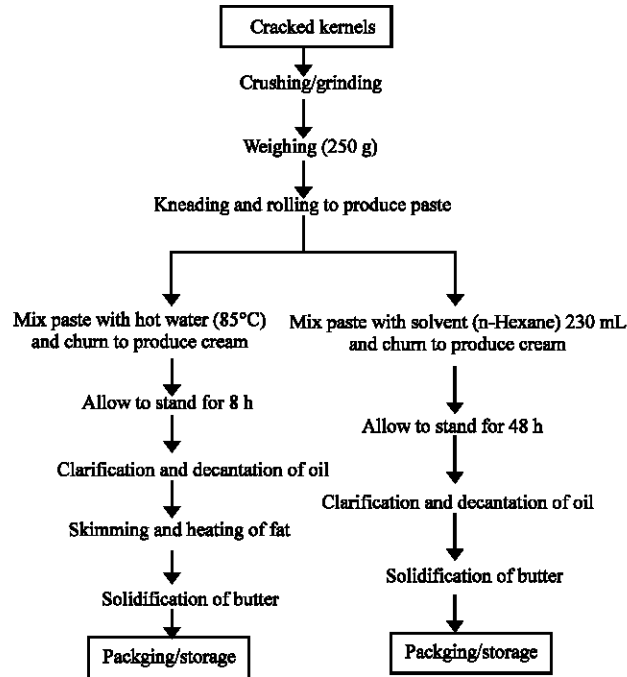 Cracked kernels
Crushing/grinding
Weighing (250 g)
Kneading and rolling to produce paste
Mix paste with hot water (85°C)
and churn to produce cream
Allow to stand for 8 h
Clarification and decantation of oil
Skimming and heating of fat
Solidification of butter
Packging/storage
Mix paste with solvent (n-Hexane) 230 mL
and churn to produce cream
Allow to stand for 48 h
Clarification and decantation of oil
Solidification of butter
Packging/storage